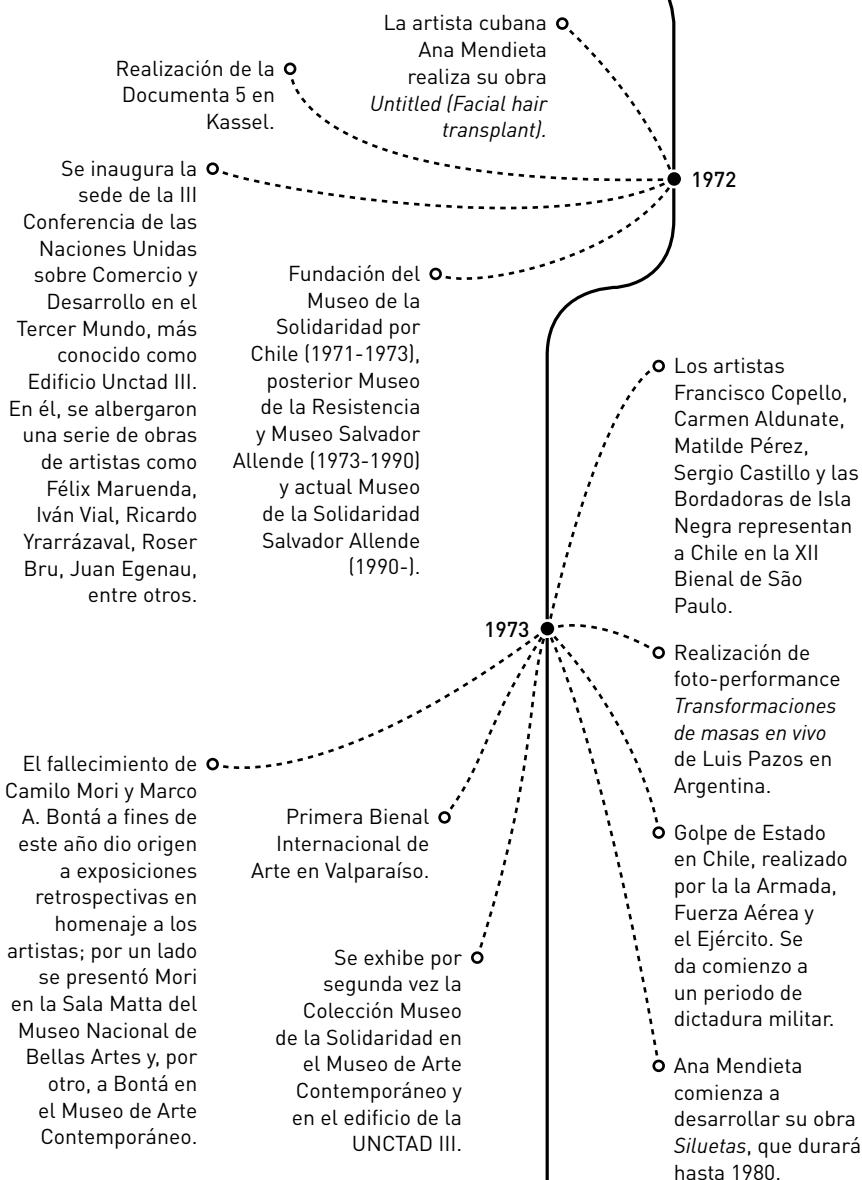 La artista cubana
Ana Mendieta
realiza su obra
Untitled (Facial hair
transplant).
Realización de la
Documenta 5 en
Kassel.
1972
Se inaugura la
sede de la III
Conferencia de las
Naciones Unidas
sobre Comercio y
Desarrollo en el
Tercer Mundo, más
conocido como
Edificio Unctad III.
En él, se albergaron
una serie de obras
de artistas como
Félix Maruenda,
Iván Vial, Ricardo
Yrarrázaval, Roser
Bru, Juan Egenau,
entre otros.
Fundación del
Museo de la
Solidaridad por
Chile (1971-1973),
posterior Museo
de la Resistencia
y Museo Salvador
Allende (1973-1990)
y actual Museo
de la Solidaridad
Salvador Allende
(1990-).
Los artistas
Francisco Copello,
Carmen Aldunate,
Matilde Pérez,
Sergio Castillo y las
Bordadoras de Isla
Negra representan
a Chile en la XII
Bienal de São
Paulo.
1973
Realización de
foto-performance
Transformaciones
de masas en vivo
de Luis Pazos en
Argentina.
El fallecimiento de
Camilo Mori y Marco
A. Bontá a fines de
este año dio origen
a exposiciones
retrospectivas en
homenaje a los
artistas; por un lado
se presentó Mori
en la Sala Matta del
Museo Nacional de
Bellas Artes y, por
otro, a Bontá en
el Museo de Arte
Contemporáneo.
Primera Bienal
Internacional de
Arte en Valparaíso.
Se exhibe por
segunda vez la
Colección Museo
de la Solidaridad en
el Museo de Arte
Contemporáneo y
en el edificio de la
UNCTAD III.
Golpe de Estado
en Chile, realizado
por la la Armada,
Fuerza Aérea y
el Ejército. Se
da comienzo a
un periodo de
dictadura militar.
Ana Mendieta
comienza a
desarrollar su obra
Siluetas, que durará
hasta 1980.